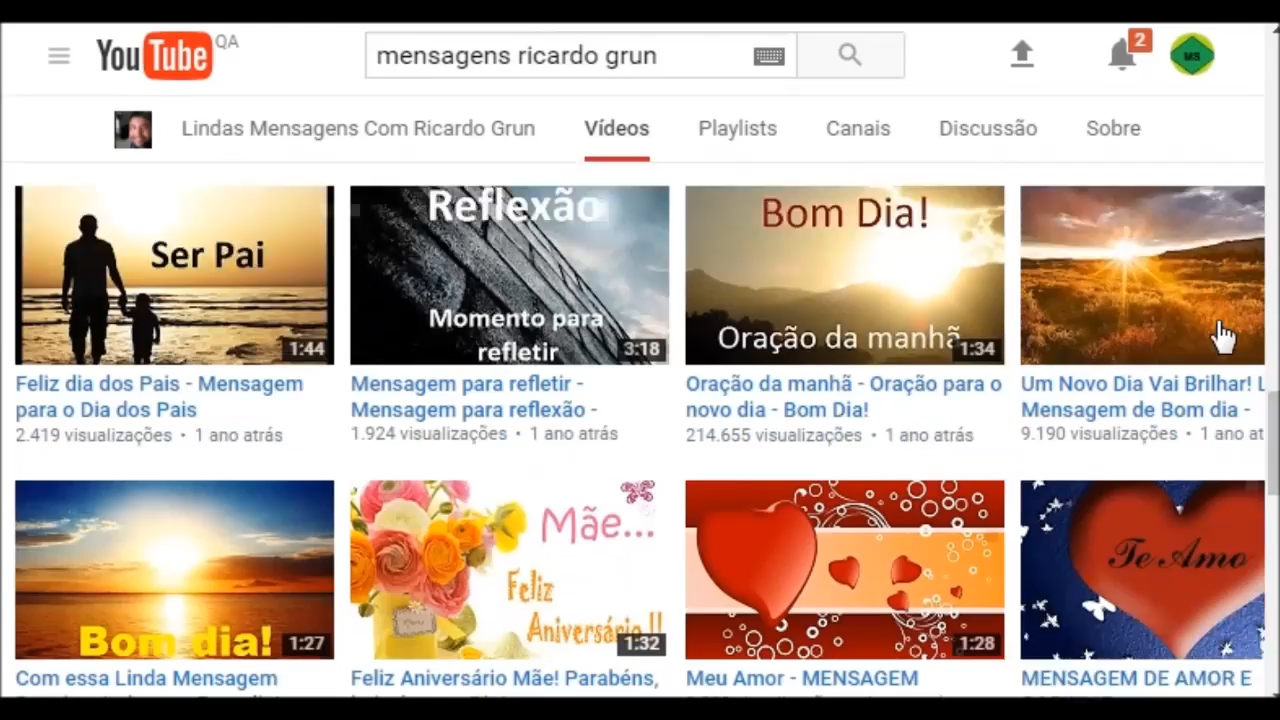 YouTube QA
mensagens ricardo grun
2
MS
Lindas Mensagens Com Ricardo Grun Vídeos Playlists Canais Discussão Sobre
Ser Pai
1:44
Reflexão
Momento para
refletir
3:18
Bom Dia!
Oração da manhã
1:34
Feliz dia dos Pais - Mensagem
para o Dia dos Pais
2.419 visualizações • 1 ano atrás
Mensagem para refletir -
Mensagem para reflexão -
1.924 visualizações • 1 ano atrás
Oração da manhã - Oração para o
novo dia - Bom Dia!
214.655 visualizações • 1 ano atrás
Um Novo Dia Vai Brilhar! L
Mensagem de Bom dia -
9.190 visualizações • 1 ano at
Bom dia!
1:27
Mãe...
Feliz
Aniversário!!
1:32
1:28
Te Amo
Com essa Linda Mensagem
Feliz Aniversário Mãe! Parabéns,
Meu Amor - MENSAGEM
MENSAGEM DE AMOR E